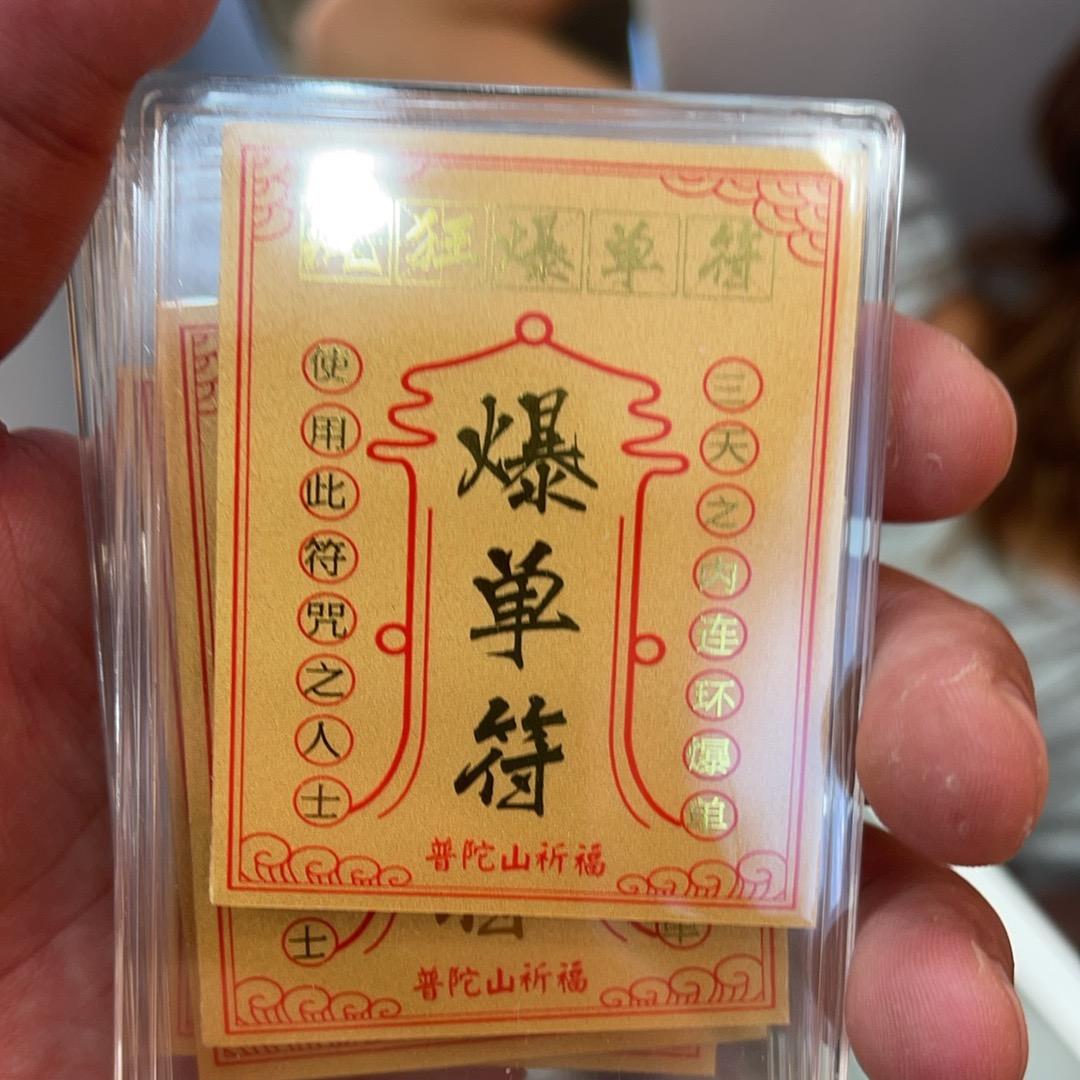 狂爆单符
使用此符咒之人士
爆单符
三天之内连环爆单
普陀山祈福
士
单
普陀山祈福